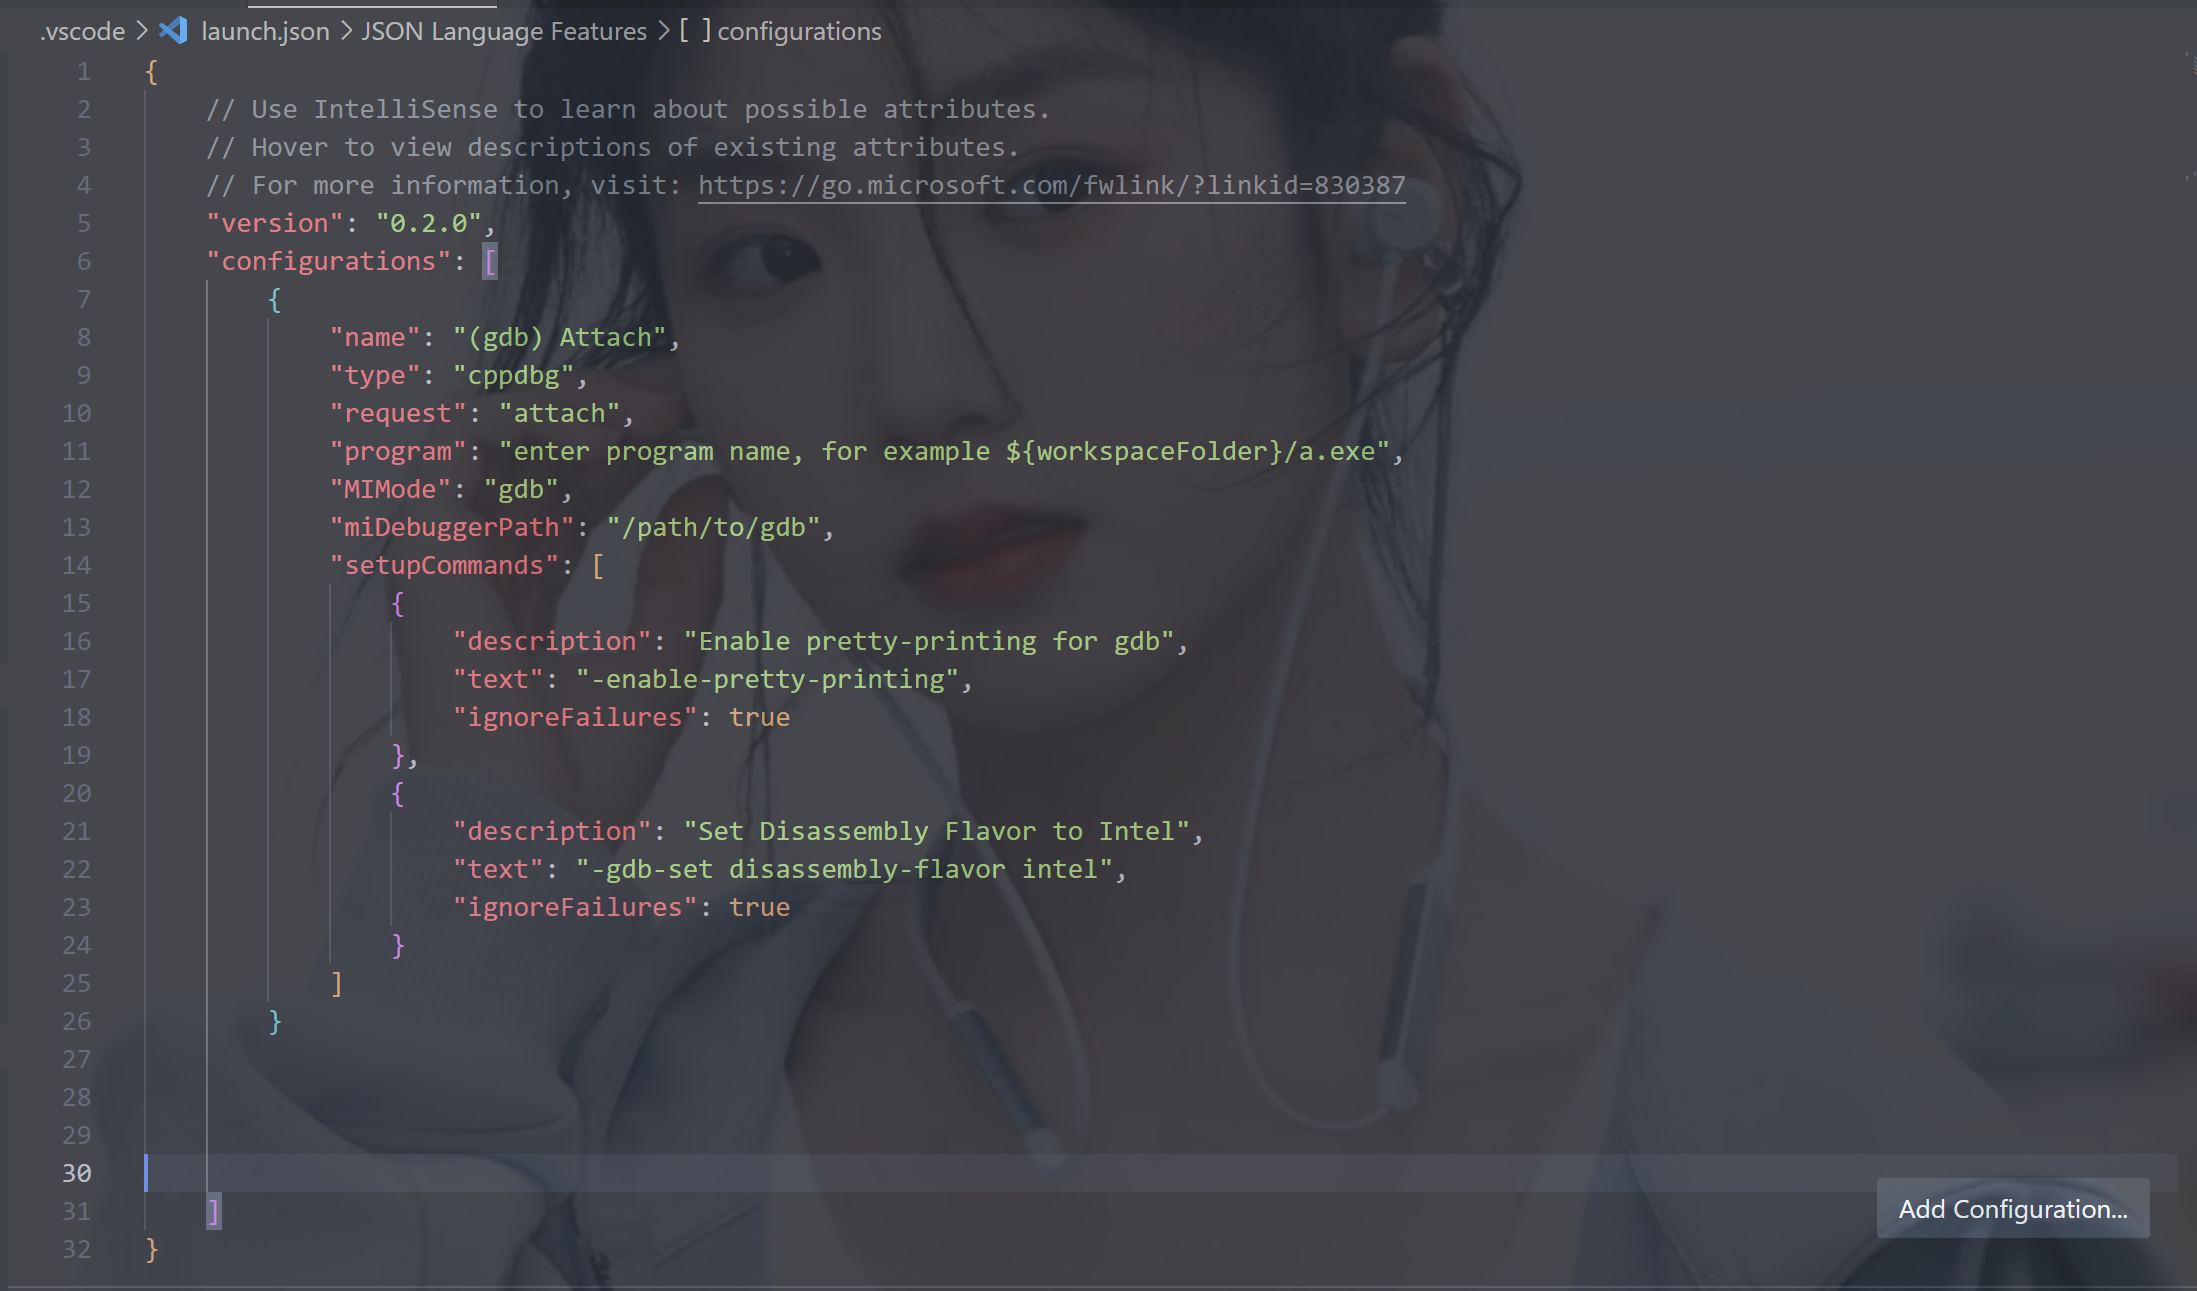 .vscode > launch.json > JSON Language Features > [ ] configurations
1 {
2 // Use IntelliSense to learn about possible attributes.
3 // Hover to view descriptions of existing attributes.
4 // For more information, visit: https://go.microsoft.com/fwlink/?linkid=830387
5 "version": "0.2.0",
6 "configurations": [
7 {
8 "name": "(gdb) Attach",
9 "type": "cppdbg",
10 "request": "attach",
11 "program": "enter program name, for example ${workspaceFolder}/a.exe",
12 "MIMode": "gdb",
13 "miDebuggerPath": "/path/to/gdb",
14 "setupCommands": [
15 {
16 "description": "Enable pretty-printing for gdb",
17 "text": "-enable-pretty-printing",
18 "ignoreFailures": true
19 },
20 {
21 "description": "Set Disassembly Flavor to Intel",
22 "text": "-gdb-set disassembly-flavor intel",
23 "ignoreFailures": true
24 }
25 ]
26 }
27
28
29
30
31 ]
32 }
Add Configuration...